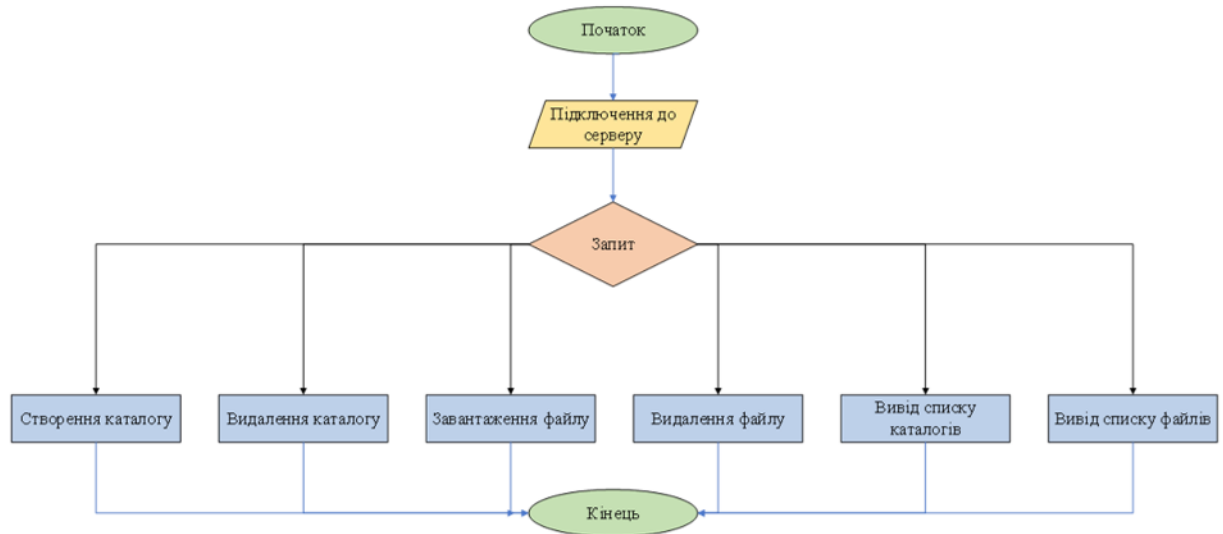 Початок
Підключення до
серверу
Запит
Створення каталогу
Видалення каталогу
Завантаження файлу
Видалення файлу
Вивід списку
каталогів
Вивід списку файлів
Кінець